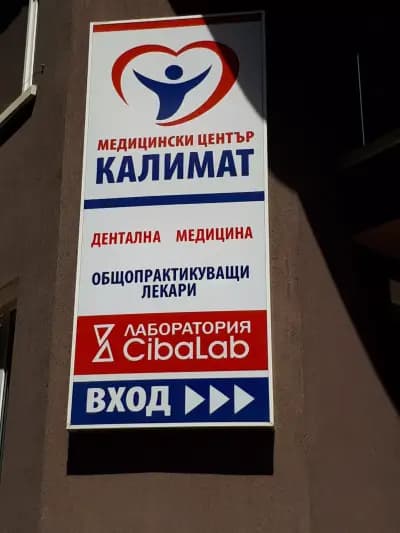 МЕДИЦИНСКИ ЦЕНТЪР
КАЛИМАТ
ДЕНТАЛНА МЕДИЦИНА
ОБЩОПРАКТИКУВАЩИ
ЛЕКАРИ
ЛАБОРАТОРИЯ
CibaLab
ВХОД